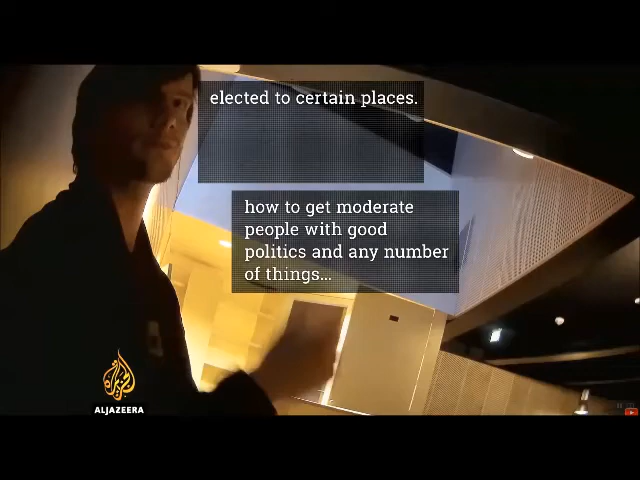 elected to certain places.
how to get moderate
people with good
politics and any number
of things...
ALJAZEERA